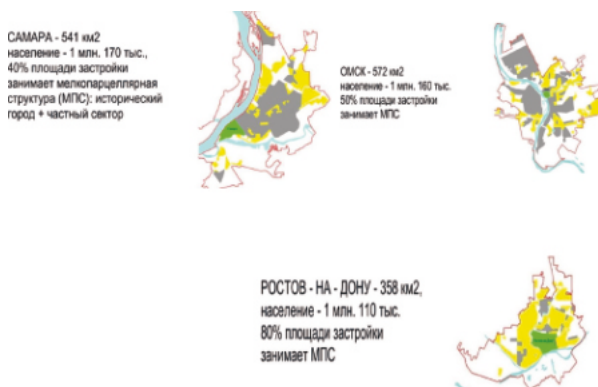 САМАРА - 541 км2
население - 1 млн. 170 тыс.,
40% площади застройки
занимает мелкопарцеллярная
структура (МПС): исторический
город + частный сектор
ОМСК - 572 км2
население - 1 млн. 160 тыс.
50% площади застройки
занимает МПС
РОСТОВ - НА - ДОНУ - 358 км2,
население - 1 млн. 110 тыс.
80% площади застройки
занимает МПС